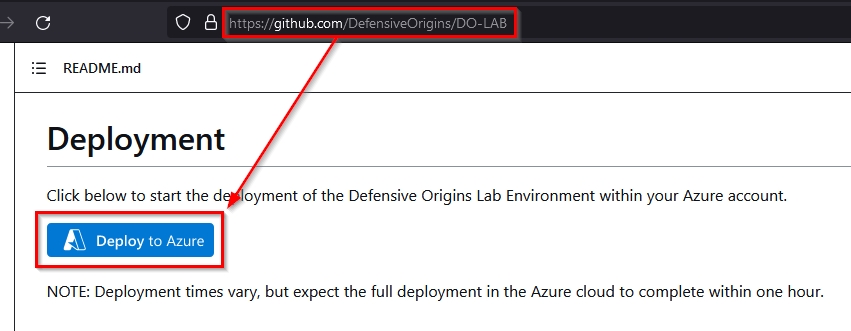 https://github.com/DefensiveOrigins/DO-LAB
README.md
Deployment
Click below to start the deployment of the Defensive Origins Lab Environment within your Azure account.
Deploy to Azure
NOTE: Deployment times vary, but expect the full deployment in the Azure cloud to complete within one hour.